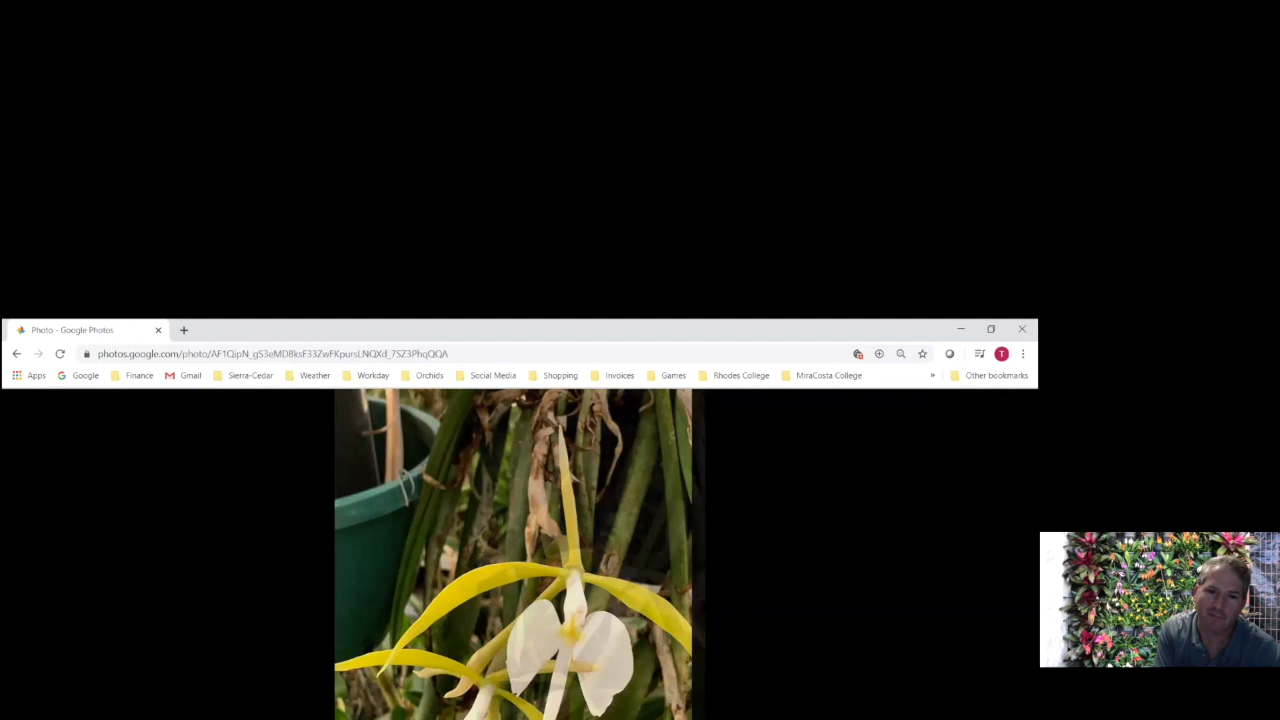 Photo - Google Photos
photos.google.com/photo/AF1QipN_gS3eMD8ksF33ZwFKpursLNQXd_7SZ3PhqQQA
T
Apps Google Finance Gmail Sierra-Cedar Weather Workday Orchids Social Media Shopping Invoices Games Rhodes College MiraCosta College » Other bookmarks